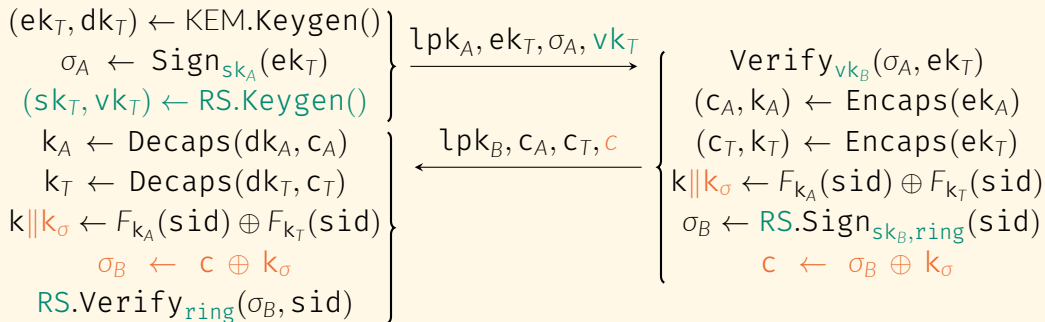 (ek_T, dk_T) ← KEM.Keygen()
σ_A ← Sign_{sk_A}(ek_T)
(sk_T, vk_T) ← RS.Keygen()
lpk_A, ek_T, σ_A, vk_T
Verify_{vk_B}(σ_A, ek_T)
(c_A, k_A) ← Encaps(ek_A)
(c_T, k_T) ← Encaps(ek_T)
k‖k_σ ← F_{k_A}(sid) ⊕ F_{k_T}(sid)
σ_B ← RS.Sign_{sk_B,ring}(sid)
c ← σ_B ⊕ k_σ
lpk_B, c_A, c_T, c
k_A ← Decaps(dk_A, c_A)
k_T ← Decaps(dk_T, c_T)
k‖k_σ ← F_{k_A}(sid) ⊕ F_{k_T}(sid)
σ_B ← c ⊕ k_σ
RS.Verify_{ring}(σ_B, sid)